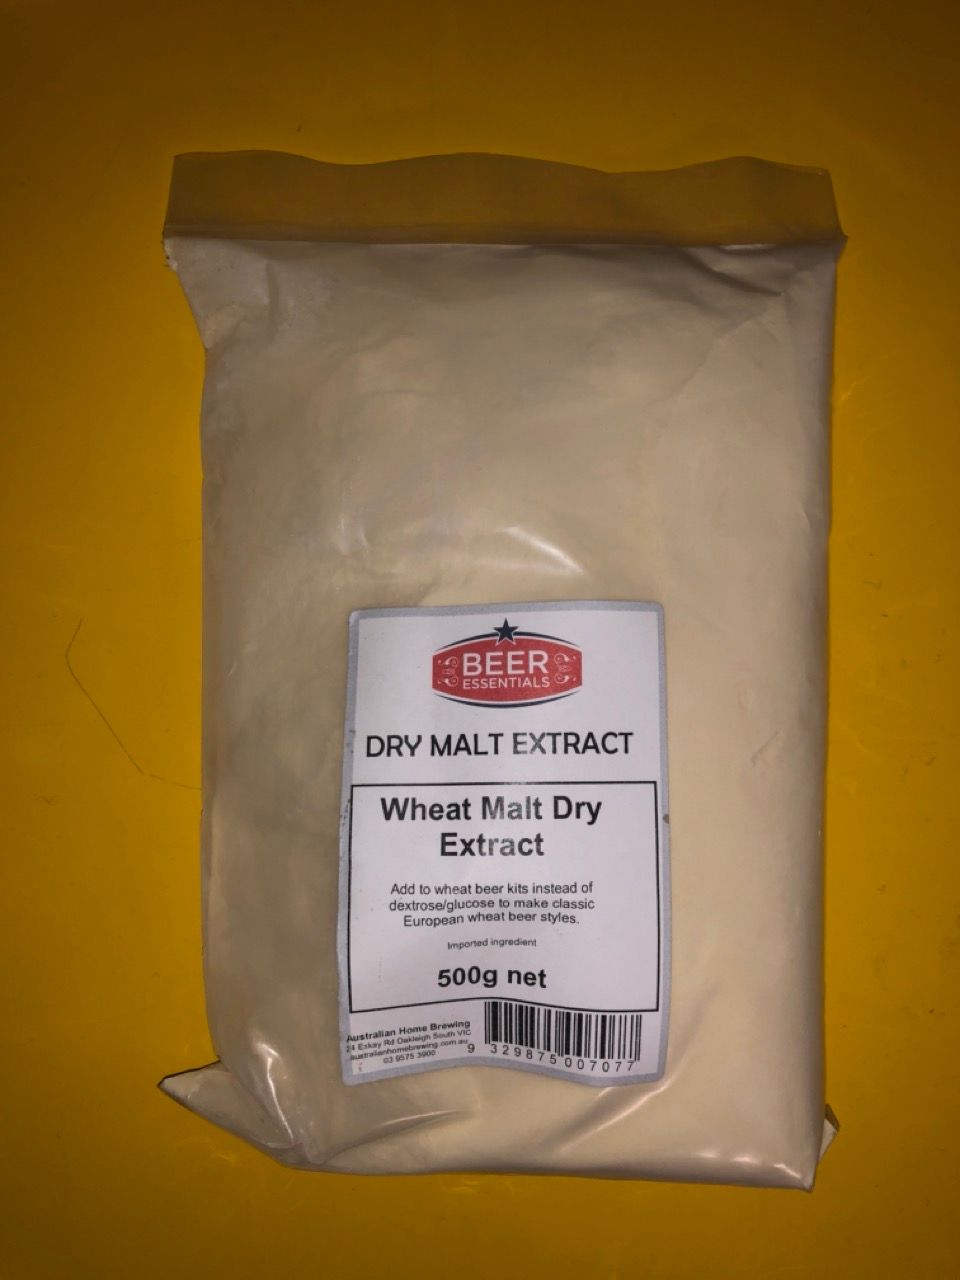 BEER
ESSENTIALS
DRY MALT EXTRACT
Wheat Malt Dry
Extract
Add to wheat beer kits instead of
dextrose/glucose to make classic
European wheat beer styles.
Imported ingredient
500g net
Australian Home Brewing
24 Eskay Rd Oakleigh South VIC
australianhomebrewing.com.au
03 9575 3900
9 329875 007077